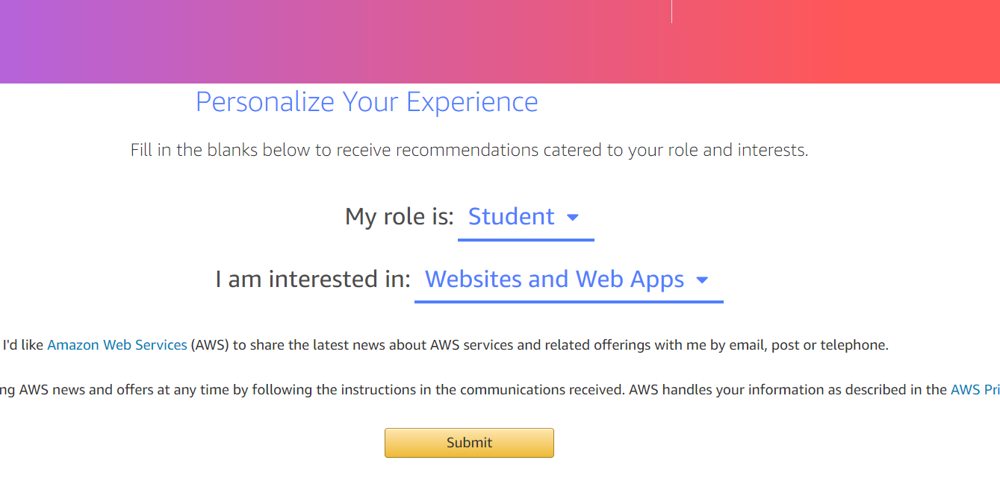 Personalize Your Experience
Fill in the blanks below to receive recommendations catered to your role and interests.
My role is: Student
I am interested in: Websites and Web Apps
I'd like Amazon Web Services (AWS) to share the latest news about AWS services and related offerings with me by email, post or telephone.
ng AWS news and offers at any time by following the instructions in the communications received. AWS handles your information as described in the AWS Pri
Submit